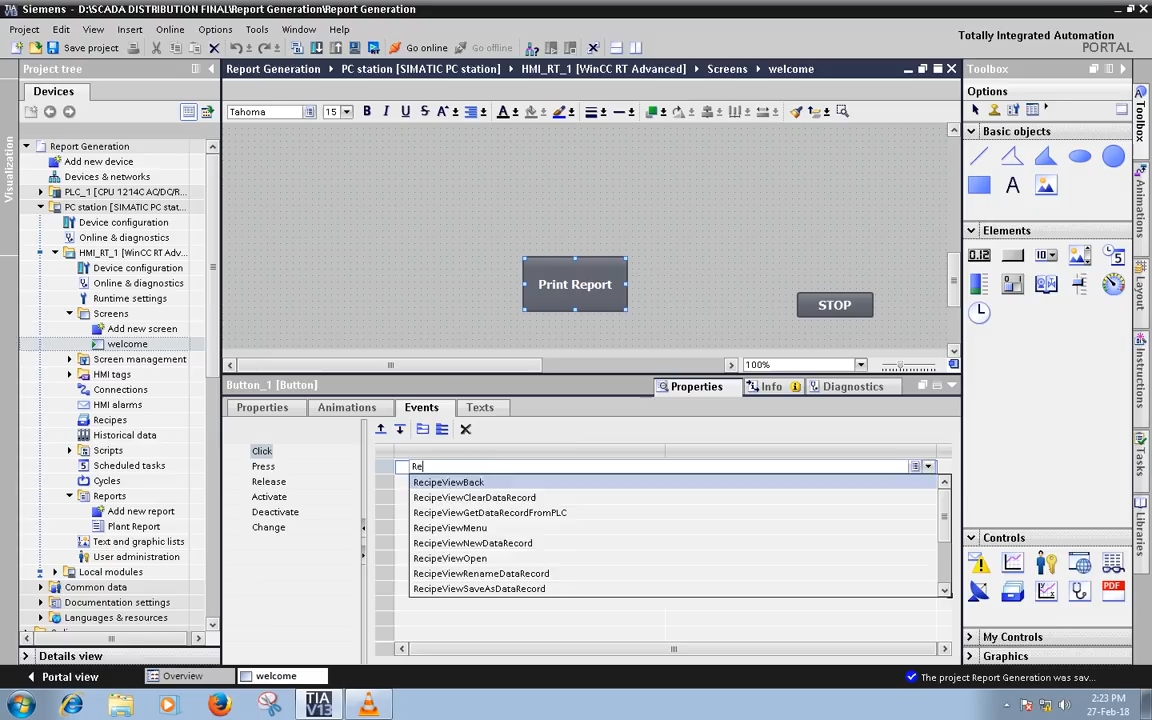 Siemens - D:\SCADA DISTRIBUTION FINAL\Report Generation\Report Generation
Project Edit View Insert Online Options Tools Window Help
Save project Go online Go offline
Totally Integrated Automation
PORTAL
Project tree
Report Generation PC station [SIMATIC PC station] HMI_RT_1 [WinCC RT Advanced] Screens welcome
Toolbox
Devices
Options
Tahoma 15
Basic objects
Visualization
Report Generation
Add new device
Devices & networks
PLC_1 [CPU 1214C AC/DC/R...
PC station [SIMATIC PC stat...
Device configuration
Online & diagnostics
HMI_RT_1 [WinCC RT Adv...
Device configuration
Online & diagnostics
Runtime settings
Screens
Add new screen
welcome
Screen management
HMI tags
Connections
HMI alarms
Recipes
Historical data
Scripts
Scheduled tasks
Cycles
Reports
Add new report
Plant Report
Text and graphic lists
User administration
Local modules
Common data
Documentation settings
Languages & resources
Details view
Print Report
STOP
100%
Button_1 [Button]
Properties Info Diagnostics
Properties Animations Events Texts
Click
Press
Release
Activate
Deactivate
Change
Re
RecipeViewBack
RecipeViewClearDataRecord
RecipeViewGetDataRecordFromPLC
RecipeViewMenu
RecipeViewNewDataRecord
RecipeViewOpen
RecipeViewRenameDataRecord
RecipeViewSaveAsDataRecord
Elements
0.12
10
5
Controls
PDF
My Controls
Graphics
Toolbox
Animations
Layout
Instructions
Tasks
Libraries
Portal view Overview welcome
The project Report Generation was sav...
TIA V13
2:23 PM
27-Feb-18